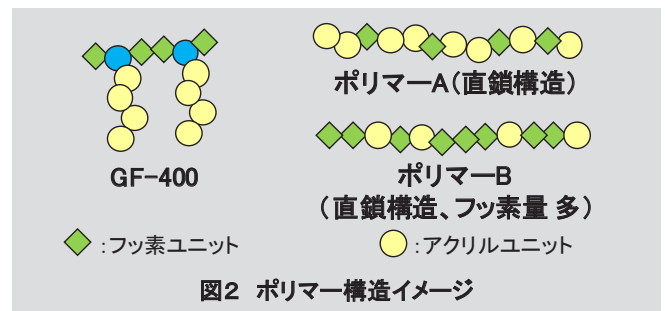 ポリマーA(直鎖構造)
GF-400
ポリマーB
(直鎖構造、フッ素量 多)
:フッ素ユニット
:アクリルユニット
図2 ポリマー構造イメージ